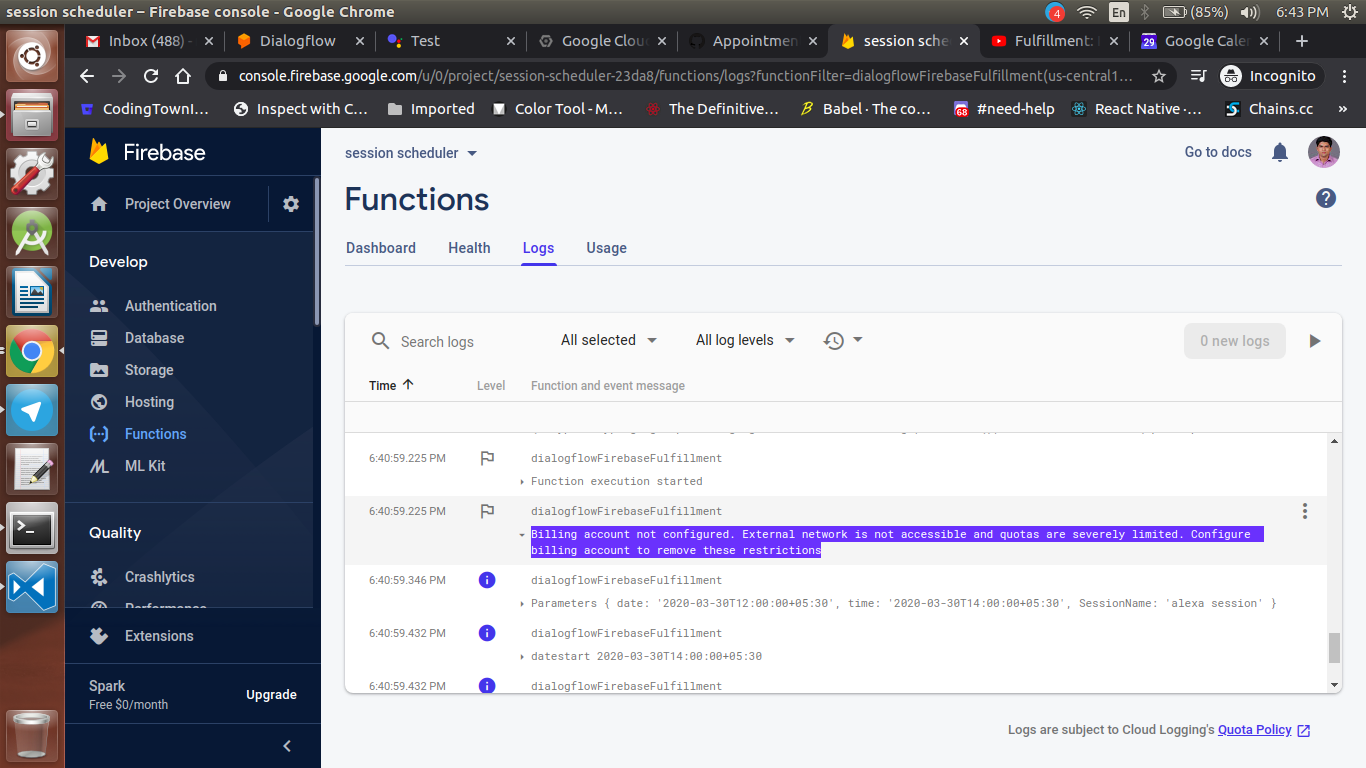 session scheduler – Firebase console - Google Chrome
4
En
(85%)
6:43 PM
Inbox (488) -
Dialogflow
Test
Google Clou
Appointmen
session sche
Fulfillment:
29
Google Caler
console.firebase.google.com/u/0/project/session-scheduler-23da8/functions/logs?functionFilter=dialogflowFirebaseFulfillment(us-central1...
Incognito
CodingTownI...
Inspect with C...
Imported
Color Tool - M...
The Definitive...
Babel · The co...
68
#need-help
React Native ·...
Chains.cc
»
Firebase
session scheduler
Go to docs
Project Overview
Functions
Dashboard
Health
Logs
Usage
Develop
Authentication
Database
Storage
Hosting
Functions
ML Kit
Quality
Crashlytics
Performance
Extensions
Spark
Free $0/month
Upgrade
Search logs
All selected
All log levels
0 new logs
Time
Level
Function and event message
6:40:59.225 PM
dialogflowFirebaseFulfillment
Function execution started
6:40:59.225 PM
dialogflowFirebaseFulfillment
Billing account not configured. External network is not accessible and quotas are severely limited. Configure
billing account to remove these restrictions
6:40:59.346 PM
dialogflowFirebaseFulfillment
Parameters { date: '2020-03-30T12:00:00+05:30', time: '2020-03-30T14:00:00+05:30', SessionName: 'alexa session' }
6:40:59.432 PM
dialogflowFirebaseFulfillment
datestart 2020-03-30T14:00:00+05:30
6:40:59.432 PM
dialogflowFirebaseFulfillment
Logs are subject to Cloud Logging's Quota Policy